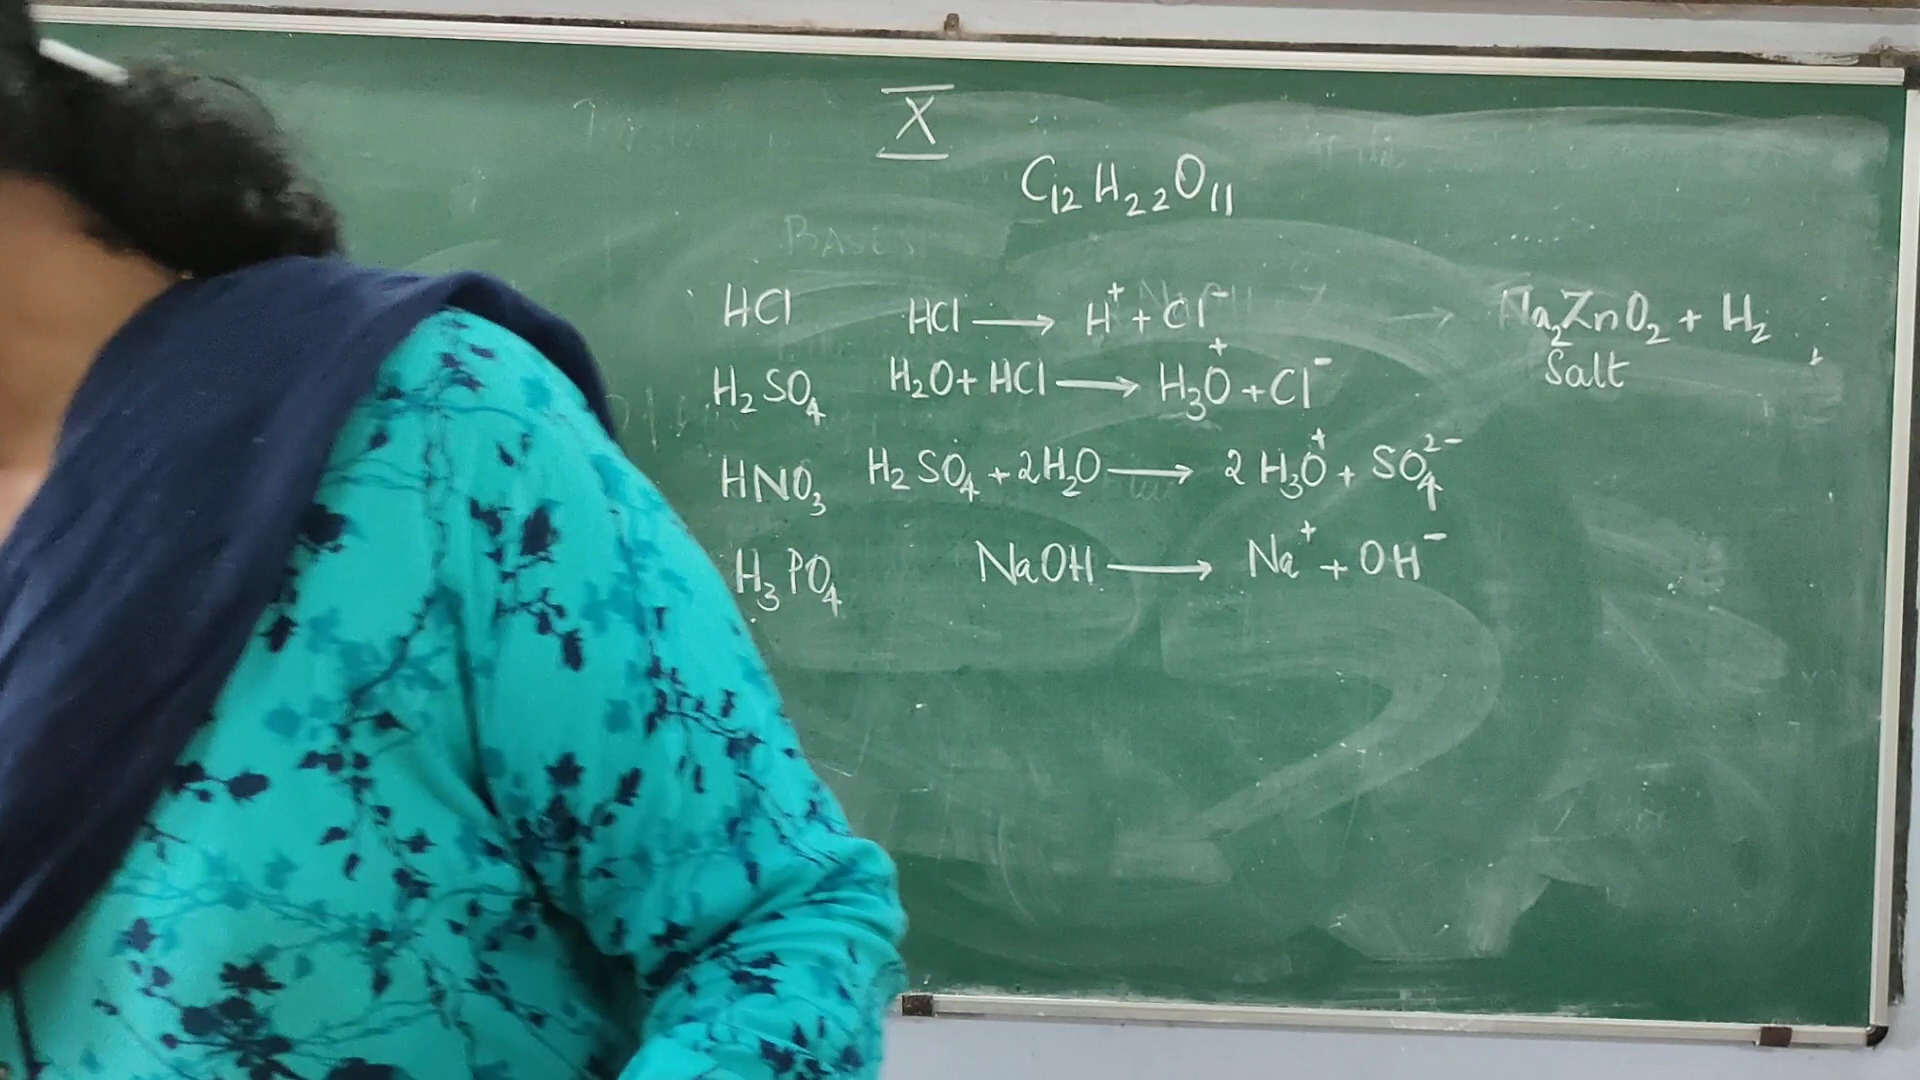 X
C₁₂H₂₂O₁₁
BASES
HCl HCl ⟶ H⁺ + Cl⁻ Na₂ZnO₂ + H₂
Salt
H₂SO₄ H₂O + HCl ⟶ H₃O⁺ + Cl⁻
HNO₃ H₂SO₄ + 2H₂O ⟶ 2H₃O⁺ + SO₄²⁻
H₃PO₄ NaOH ⟶ Na⁺ + OH⁻